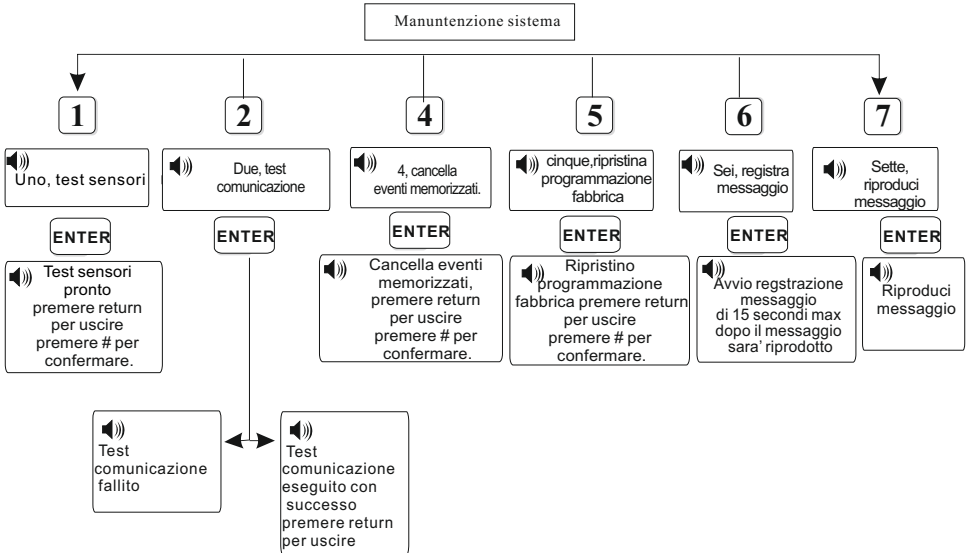 Manuntenzione sistema
1
2
4
5
6
7
Uno, test sensori
Due, test
comunicazione
4, cancella
eventi memorizzati.
cinque,ripristina
programmazione
fabbrica
Sei, registra
messaggio
Sette,
riproduci
messaggio
ENTER
ENTER
ENTER
ENTER
ENTER
ENTER
Test sensori
pronto
premere return
per uscire
premere # per
confermare.
Cancella eventi
memorizzati,
premere return
per uscire
premere # per
confermare.
Ripristino
programmazione
fabbrica premere return
per uscire
premere # per
confermare.
Avvio regstrazione
messaggio
di 15 secondi max
dopo il messaggio
sara' riprodotto
Riproduci
messaggio
Test
comunicazione
fallito
Test
comunicazione
eseguito con
successo
premere return
per uscire